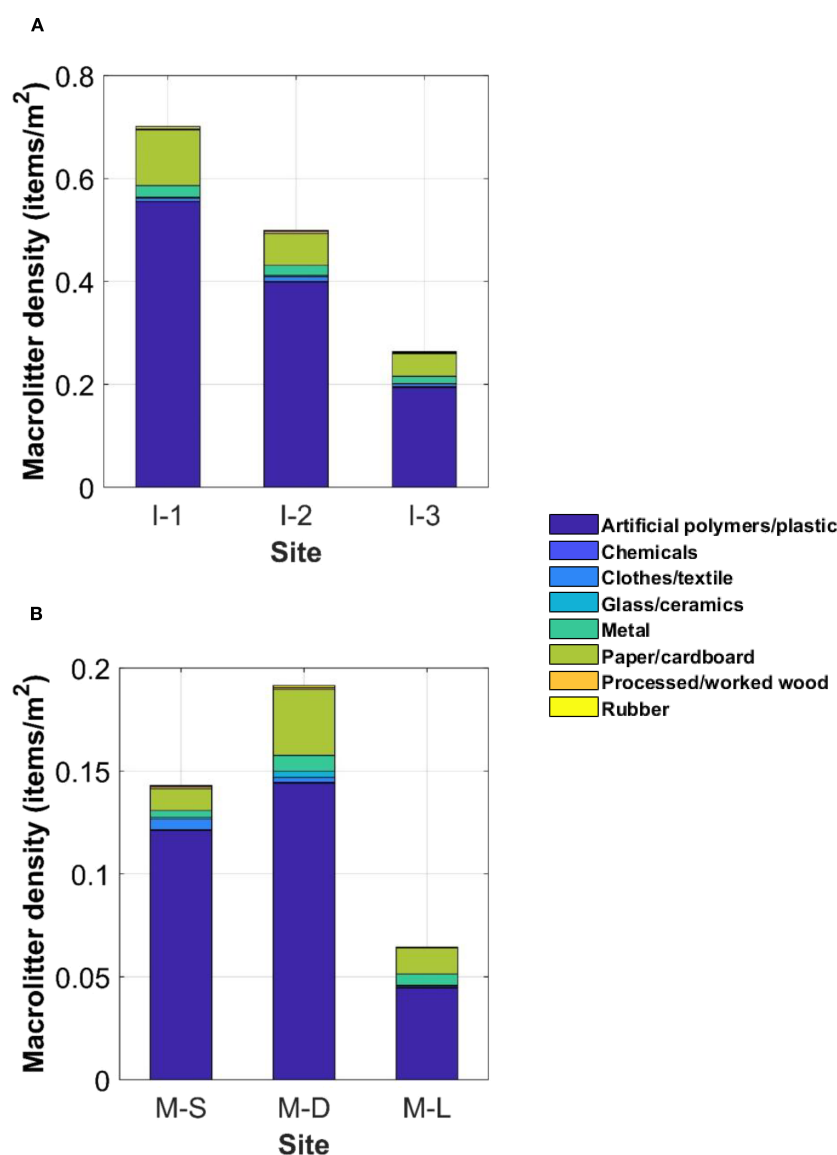 A
Macrolitter density (items/m²)
0.8
0.6
0.4
0.2
0
I-1 I-2 I-3
Site
Artificial polymers/plastic
Chemicals
Clothes/textile
Glass/ceramics
Metal
Paper/cardboard
Processed/worked wood
Rubber
B
Macrolitter density (items/m²)
0.2
0.15
0.1
0.05
0
M-S M-D M-L
Site